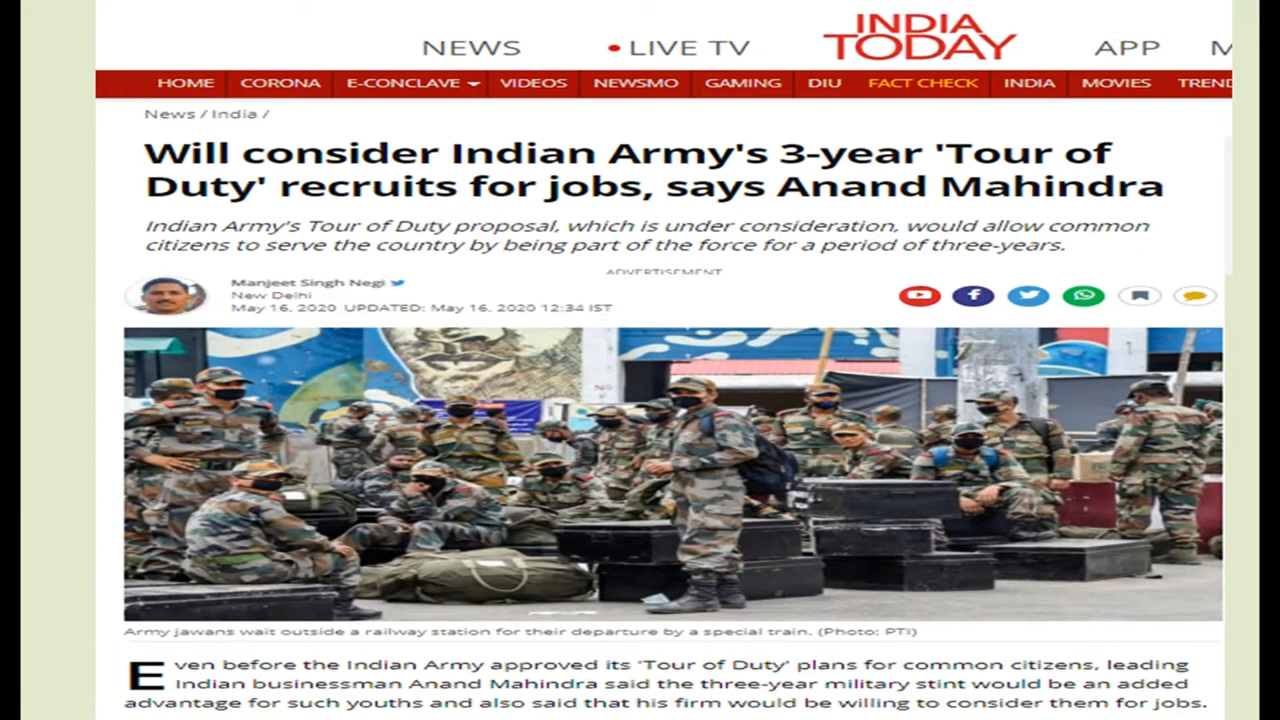 INDIA
TODAY
NEWS
LIVE TV
APP
M
HOME
CORONA
E-CONCLAVE
VIDEOS
NEWSMO
GAMING
DIU
FACT CHECK
INDIA
MOVIES
TREND
News / India /
Will consider Indian Army's 3-year 'Tour of
Duty' recruits for jobs, says Anand Mahindra
Indian Army's Tour of Duty proposal, which is under consideration, would allow common
citizens to serve the country by being part of the force for a period of three-years.
ADVERTISEMENT
Manjeet Singh Negi
New Delhi
May 16, 2020 UPDATED: May 16, 2020 12:34 IST
Army jawans wait outside a railway station for their departure by a special train. (Photo: PTI)
Even before the Indian Army approved its 'Tour of Duty' plans for common citizens, leading
Indian businessman Anand Mahindra said the three-year military stint would be an added
advantage for such youths and also said that his firm would be willing to consider them for jobs.